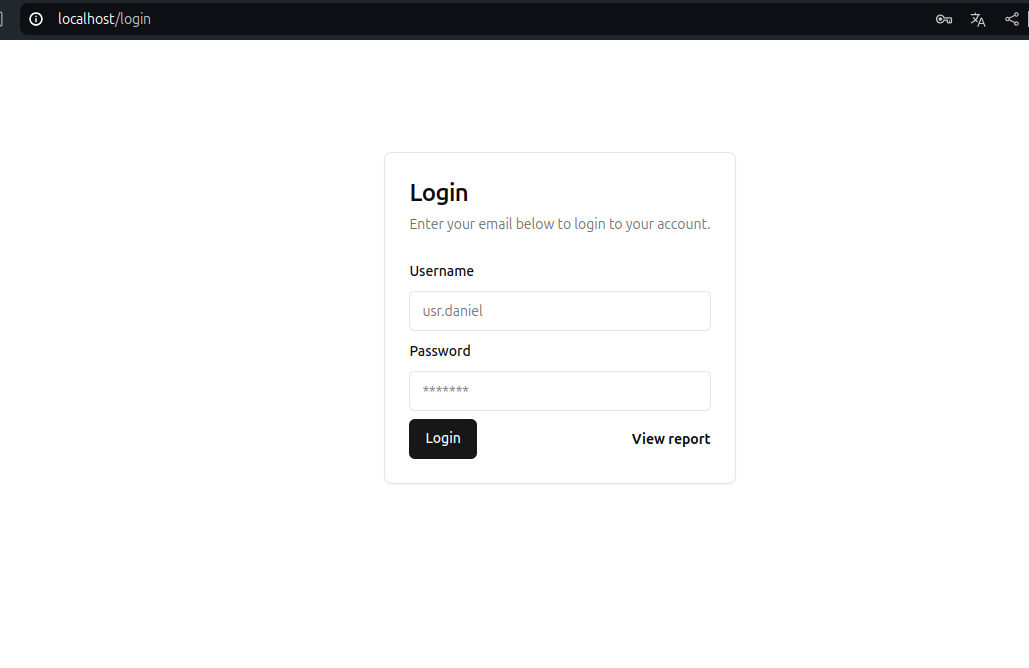 localhost/login
Login
Enter your email below to login to your account.
Username
usr.daniel
Password
*******
Login
View report